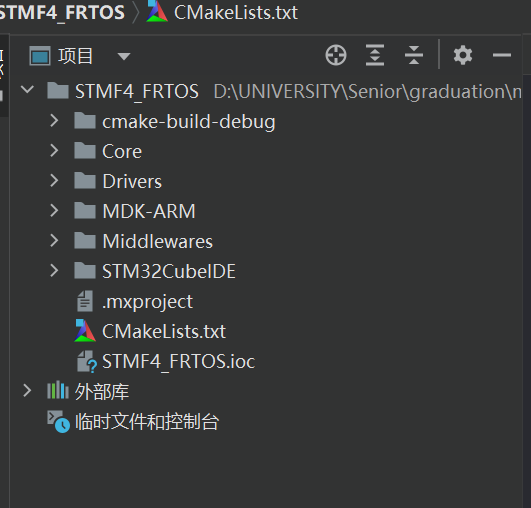 STMF4_FRTOS CMakeLists.txt
项目
STMF4_FRTOS D:\UNIVERSITY\Senior\graduation\
cmake-build-debug
Core
Drivers
MDK-ARM
Middlewares
STM32CubeIDE
.mxproject
CMakeLists.txt
STMF4_FRTOS.ioc
外部库
临时文件和控制台